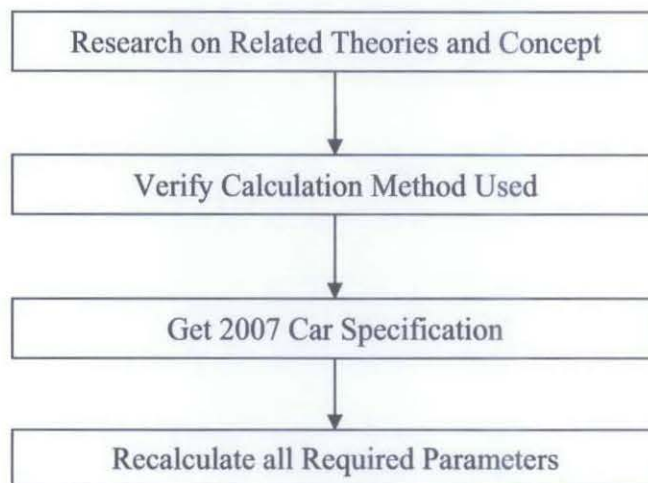 Research on Related Theories and Concept
Verify Calculation Method Used
Get 2007 Car Specification
Recalculate all Required Parameters